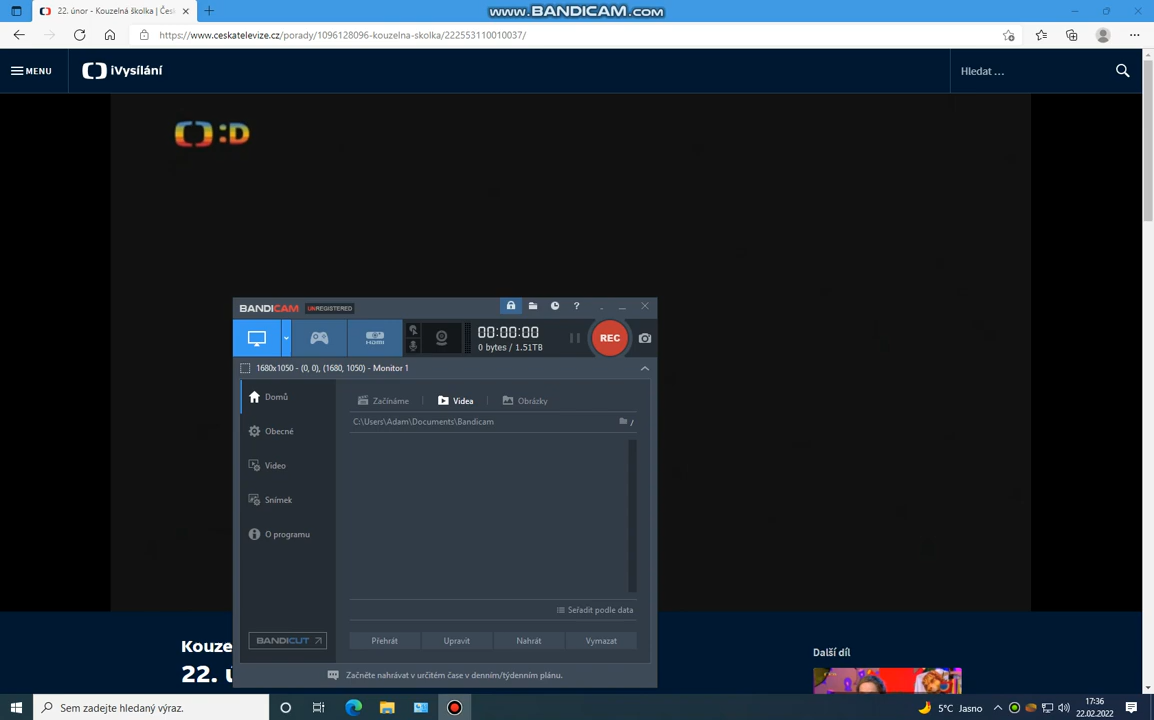 22. únor - Kouzelná školka | Česk
www.BANDICAM.com
https://www.ceskatelevize.cz/porady/1096128096-kouzelna-skolka/222553110010037/
MENU
iVysílání
Hledat ...
:D
BANDICAM UNREGISTERED
?
HDMI
00:00:00
0 bytes / 1.51TB
REC
1680x1050 - (0, 0), (1680, 1050) - Monitor 1
Domů
Obecné
Video
Snímek
O programu
BANDICUT
Začínáme
Videa
Obrázky
C:\Users\Adam\Documents\Bandicam
/
Seřadit podle data
Přehrát
Upravit
Nahrát
Vymazat
Začněte nahrávat v určitém čase v denním/týdenním plánu.
Kouze
22. ú
Další díl
Sem zadejte hledaný výraz.
5°C Jasno
17:36
22.02.2022